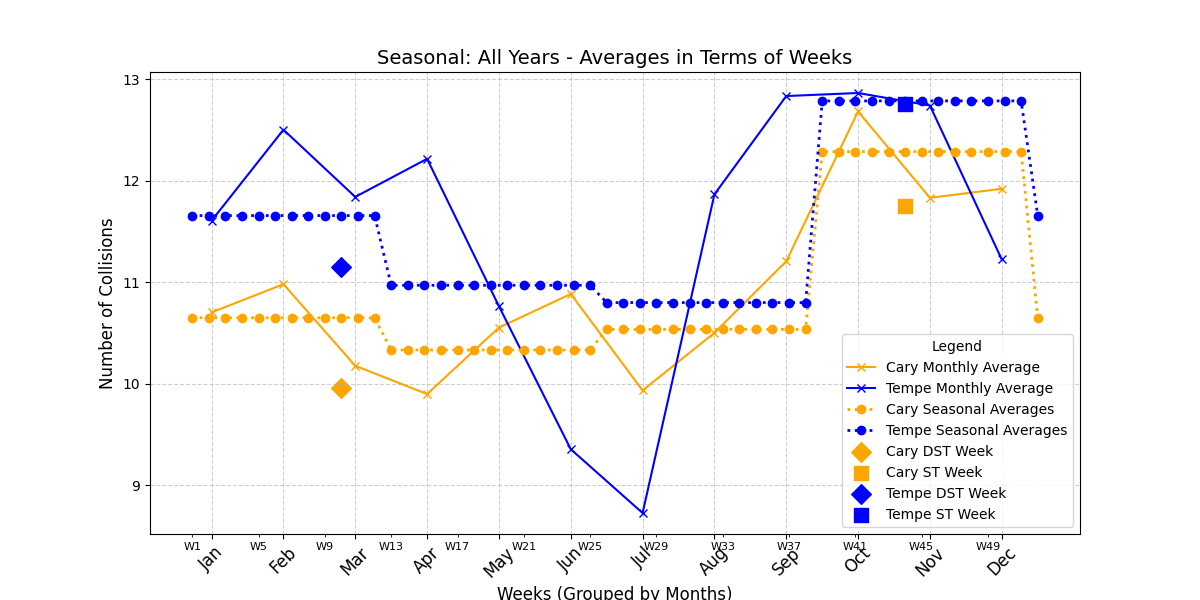 Seasonal: All Years - Averages in Terms of Weeks
Number of Collisions
13
12
11
10
9
Legend
Cary Monthly Average
Tempe Monthly Average
Cary Seasonal Averages
Tempe Seasonal Averages
Cary DST Week
Cary ST Week
Tempe DST Week
Tempe ST Week
W1 W5 W9 W13 W17 W21 W25 W29 W33 W37 W41 W45 W49
Jan Feb Mar Apr May Jun Jul Aug Sep Oct Nov Dec
Weeks (Grouped by Months)